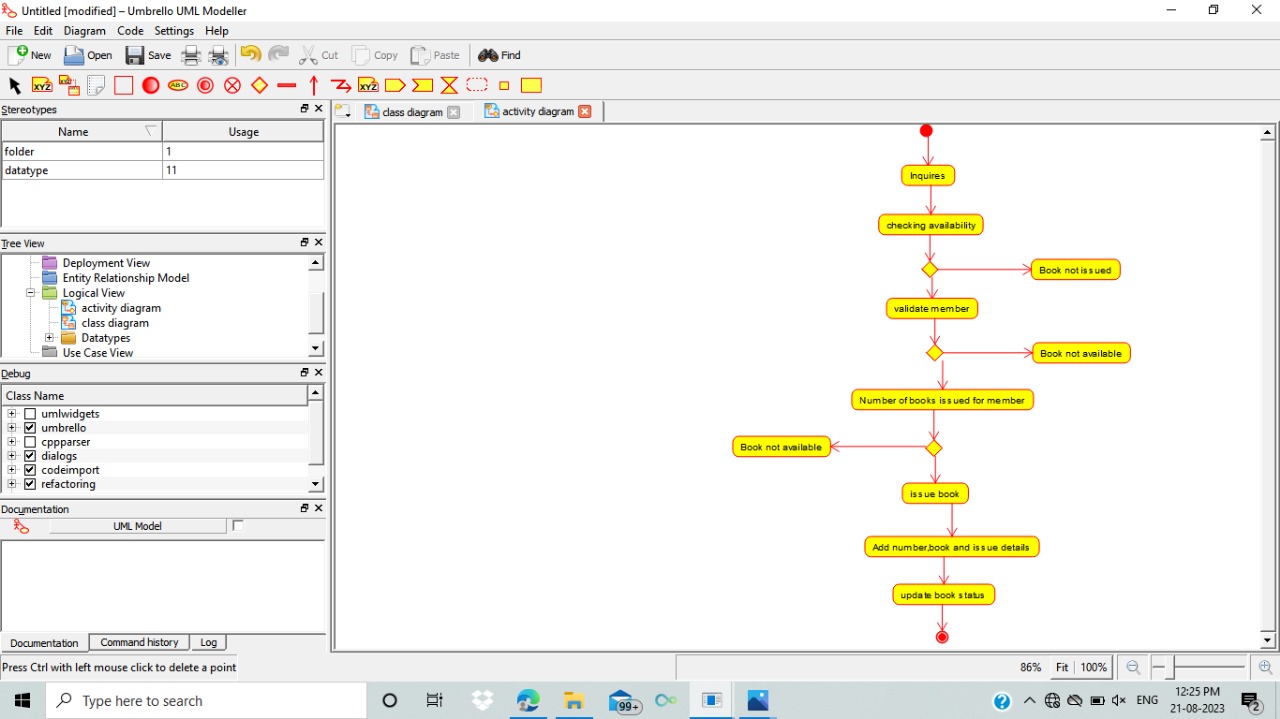 Untitled [modified] – Umbrello UML Modeller
File Edit Diagram Code Settings Help
New Open Save Cut Copy Paste Find
XYZ ABC XYZ
Stereotypes
Name Usage
folder 1
datatype 11
Tree View
Deployment View
Entity Relationship Model
Logical View
activity diagram
class diagram
Datatypes
Use Case View
Debug
Class Name
umlwidgets
umbrello
cppparser
dialogs
codeimport
refactoring
Documentation
UML Model
Documentation Command history Log
Press Ctrl with left mouse click to delete a point
class diagram activity diagram
Inquires
checking availability
Book not issued
validate member
Book not available
Number of books issued for member
Book not available
issue book
Add number,book and issue details
update book status
86% Fit 100%
Type here to search
99+
ENG
12:25 PM
21-08-2023
2